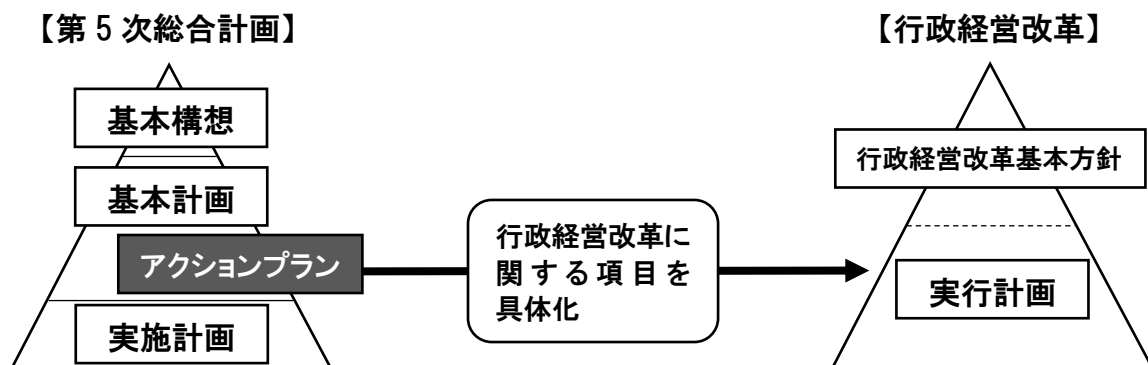 【第5次総合計画】
基本構想
基本計画
アクションプラン
実施計画
行政経営改革に
関する項目を
具体化
【行政経営改革】
行政経営改革基本方針
実行計画